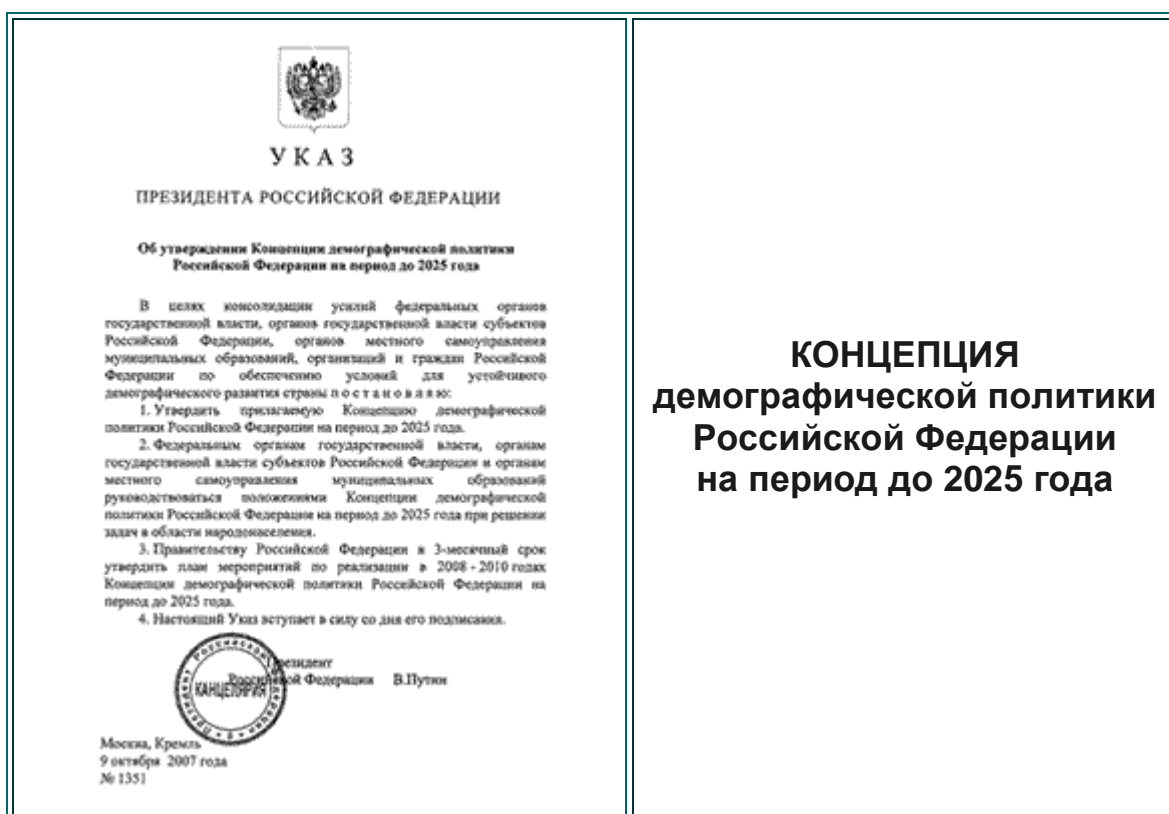 УКАЗ
ПРЕЗИДЕНТА РОССИЙСКОЙ ФЕДЕРАЦИИ
Об утверждении Концепции демографической политики
Российской Федерации на период до 2025 года
В целях консолидации усилий федеральных органов
государственной власти, органов государственной власти субъектов
Российской Федерации, органов местного самоуправления
муниципальных образований, организаций и граждан Российской
Федерации по обеспечению условий для устойчивого
демографического развития страны п о с т а н о в л я ю:
1. Утвердить прилагаемую Концепцию демографической
политики Российской Федерации на период до 2025 года.
2. Федеральным органам государственной власти, органам
государственной власти субъектов Российской Федерации и органам
местного самоуправления муниципальных образований
руководствоваться положениями Концепции демографической
политики Российской Федерации на период до 2025 года при решении
задач в области народонаселения.
3. Правительству Российской Федерации в 3-месячный срок
утвердить план мероприятий по реализации в 2008 - 2010 годах
Концепции демографической политики Российской Федерации на
период до 2025 года.
4. Настоящий Указ вступает в силу со дня его подписания.
Президент
Российской Федерации В.Путин
КАНЦЕЛЯРИЯ
Москва, Кремль
9 октября 2007 года
№ 1351
КОНЦЕПЦИЯ
демографической политики
Российской Федерации
на период до 2025 года